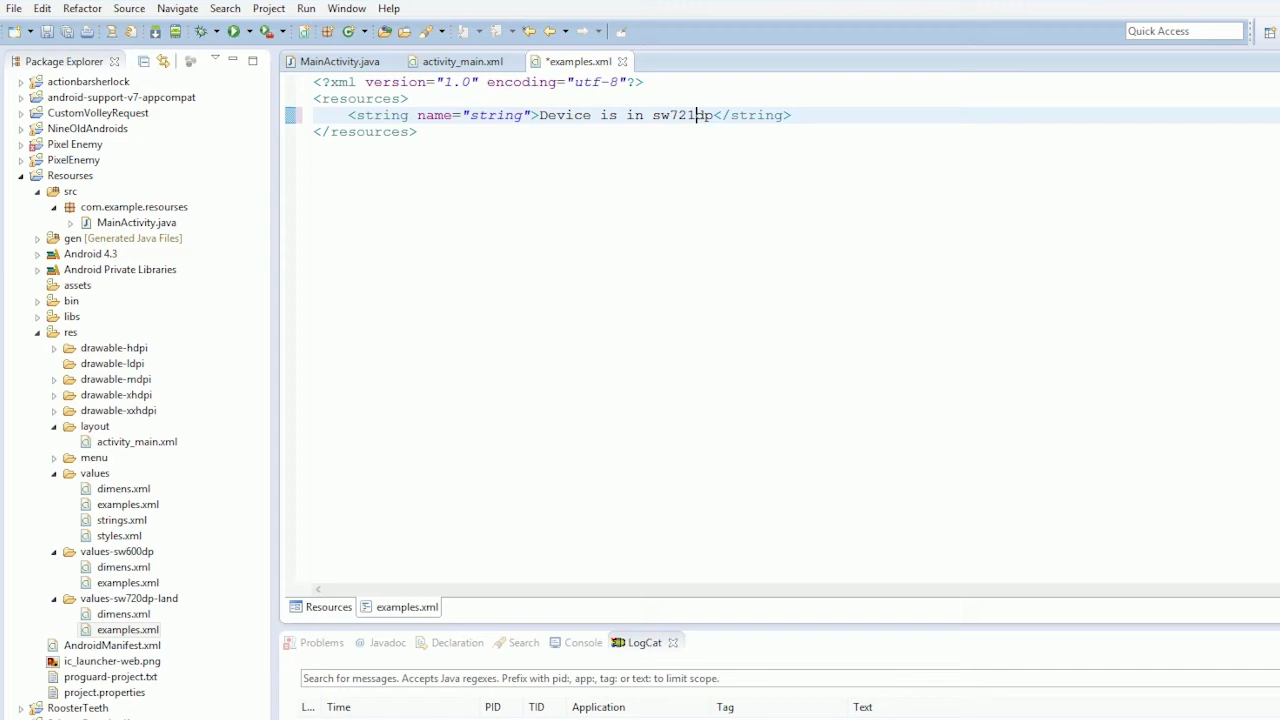 File Edit Refactor Source Navigate Search Project Run Window Help
Quick Access
Package Explorer
MainActivity.java activity_main.xml *examples.xml
actionbarsherlock
android-support-v7-appcompat
CustomVolleyRequest
NineOldAndroids
Pixel Enemy
PixelEnemy
Resourses
src
com.example.resourses
MainActivity.java
gen [Generated Java Files]
Android 4.3
Android Private Libraries
assets
bin
libs
res
drawable-hdpi
drawable-ldpi
drawable-mdpi
drawable-xhdpi
drawable-xxhdpi
layout
activity_main.xml
menu
values
dimens.xml
examples.xml
strings.xml
styles.xml
values-sw600dp
dimens.xml
examples.xml
values-sw720dp-land
dimens.xml
examples.xml
AndroidManifest.xml
ic_launcher-web.png
proguard-project.txt
project.properties
RoosterTeeth
<?xml version="1.0" encoding="utf-8"?>
<resources>
<string name="string">Device is in sw721dp</string>
</resources>
Resources examples.xml
Problems Javadoc Declaration Search Console LogCat
Search for messages. Accepts Java regexes. Prefix with pid:, app:, tag: or text: to limit scope.
L... Time PID TID Application Tag Text